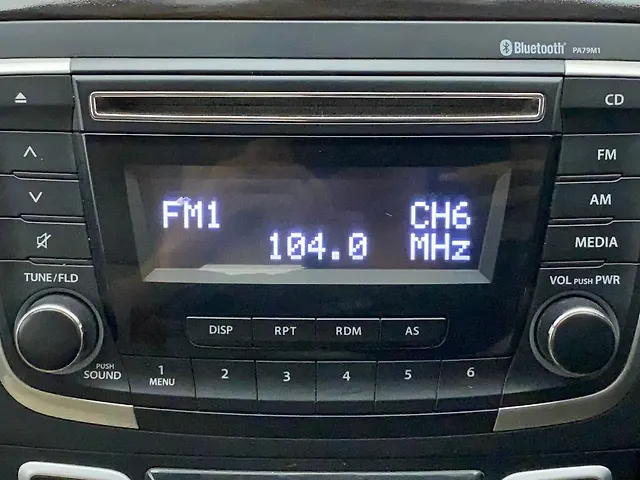 Bluetooth PA79M1
CD
FM
AM
MEDIA
FM1 CH6
104.0 MHz
TUNE/FLD
VOL PUSH PWR
DISP RPT RDM AS
PUSH
SOUND
1 2 3 4 5 6
MENU